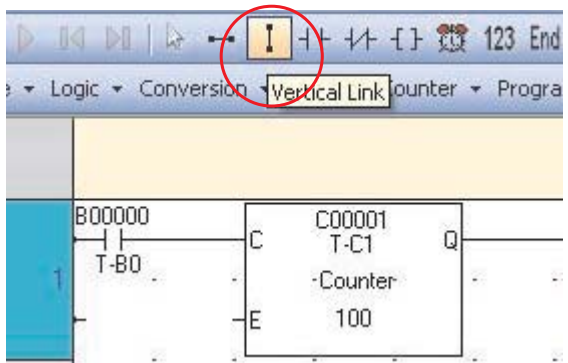 123 End
Logic Conversion Vertical Link ounter Progra
B00000
T-B0
1
C00001
T-C1
C Q
-Counter-
E 100